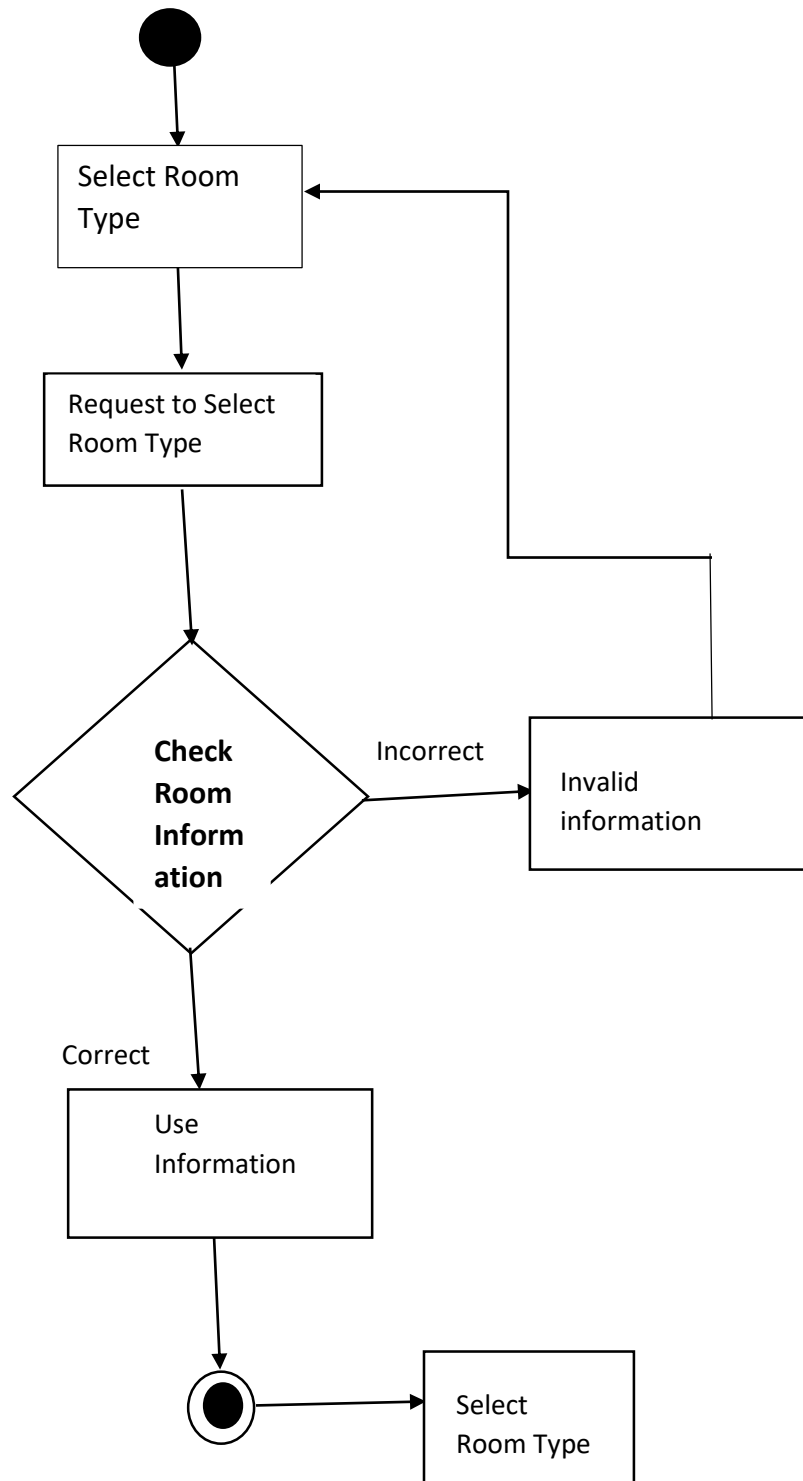 Select Room
Type
Request to Select
Room Type
Check
Room
Inform
ation
Incorrect
Invalid
information
Correct
Use
Information
Select
Room Type